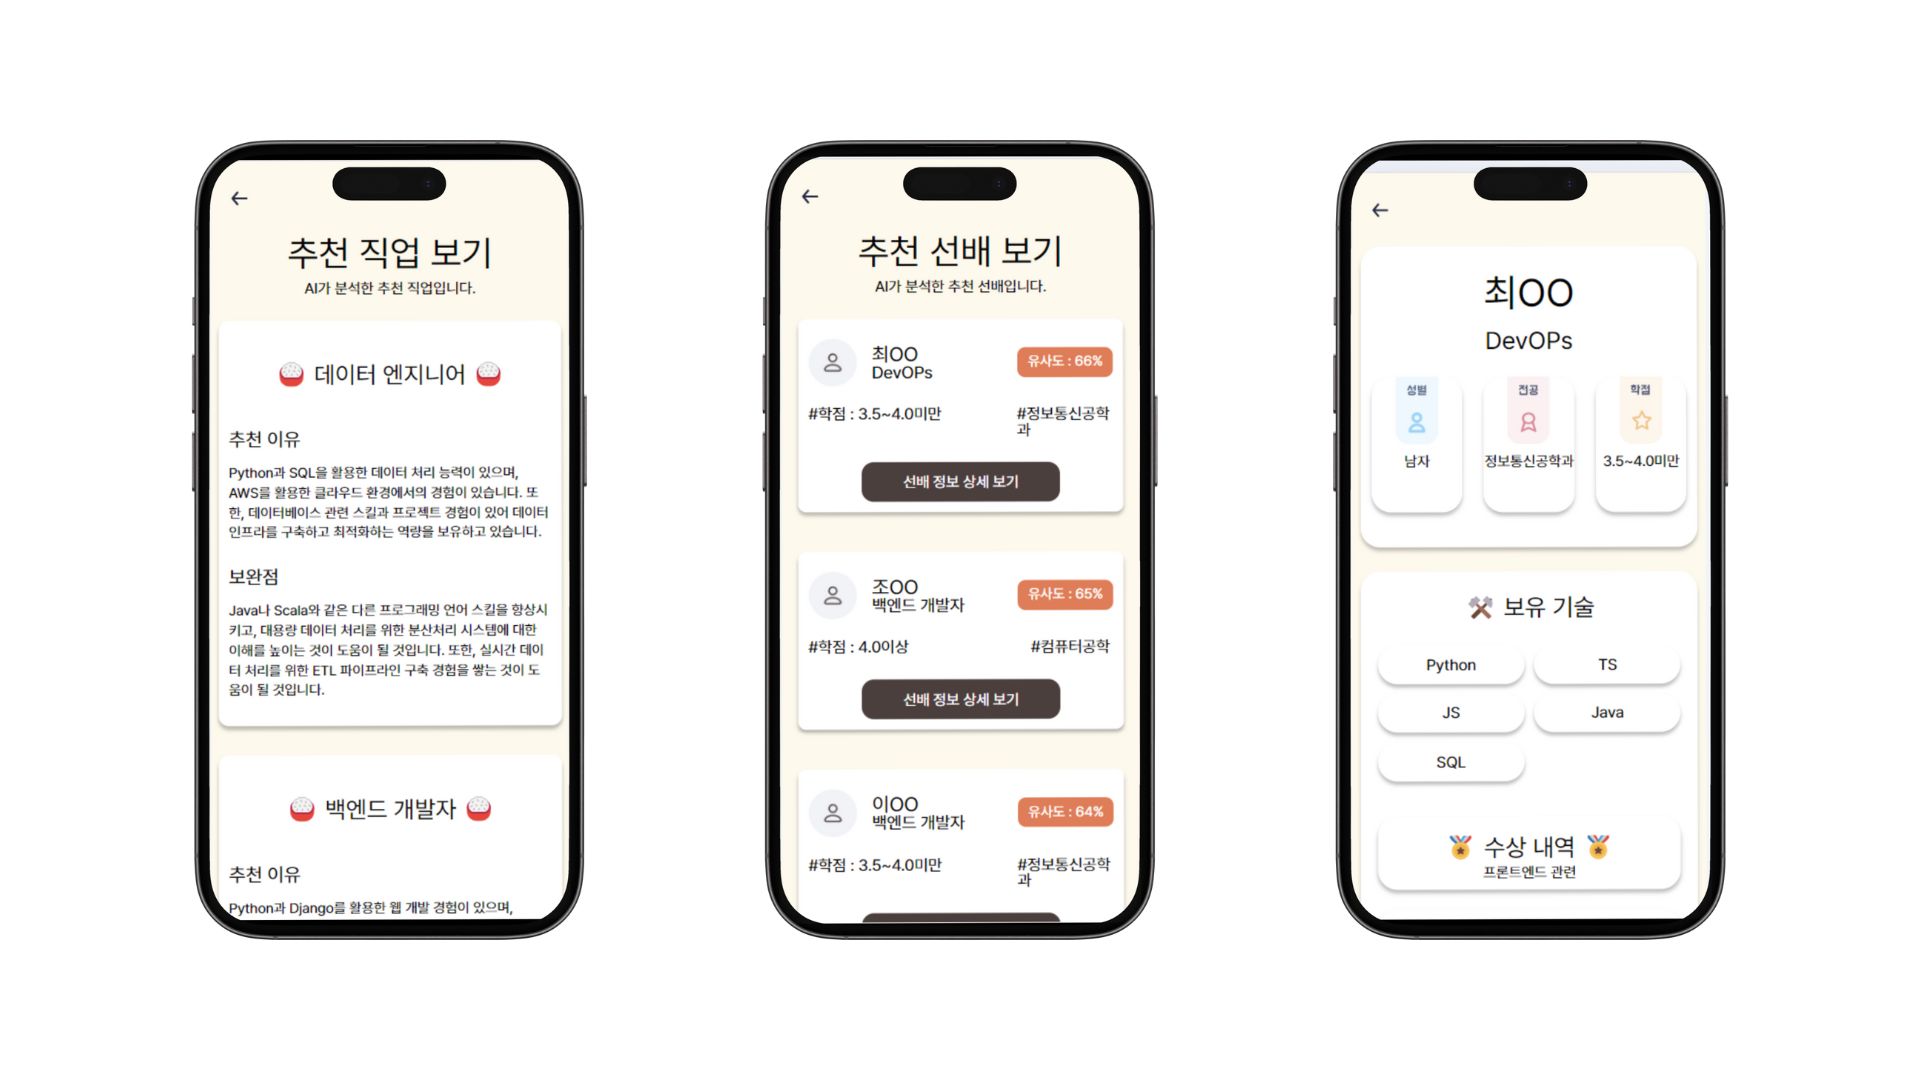 추천 직업 보기
AI가 분석한 추천 직업입니다.
데이터 엔지니어
추천 이유
Python과 SQL을 활용한 데이터 처리 능력이 있으며,
AWS를 활용한 클라우드 환경에서의 경험이 있습니다. 또
한, 데이터베이스 관련 스킬과 프로젝트 경험이 있어 데이터
인프라를 구축하고 최적화하는 역량을 보유하고 있습니다.
보완점
Java나 Scala와 같은 다른 프로그래밍 언어 스킬을 향상시
키고, 대용량 데이터 처리를 위한 분산처리 시스템에 대한
이해를 높이는 것이 도움이 될 것입니다. 또한, 실시간 데이
터 처리를 위한 ETL 파이프라인 구축 경험을 쌓는 것이 도
움이 될 것입니다.
백엔드 개발자
추천 이유
Python과 Django를 활용한 웹 개발 경험이 있으며,
추천 선배 보기
AI가 분석한 추천 선배입니다.
최OO
DevOPs
유사도 : 66%
#학점 : 3.5~4.0미만
#정보통신공학
과
선배 정보 상세 보기
조OO
백엔드 개발자
유사도 : 65%
#학점 : 4.0이상
#컴퓨터공학
선배 정보 상세 보기
이OO
백엔드 개발자
유사도 : 64%
#학점 : 3.5~4.0미만
#정보통신공학
과
최OO
DevOPs
성별
남자
전공
정보통신공학과
학점
3.5~4.0미만
보유 기술
Python
TS
JS
Java
SQL
수상 내역
프론트엔드 관련